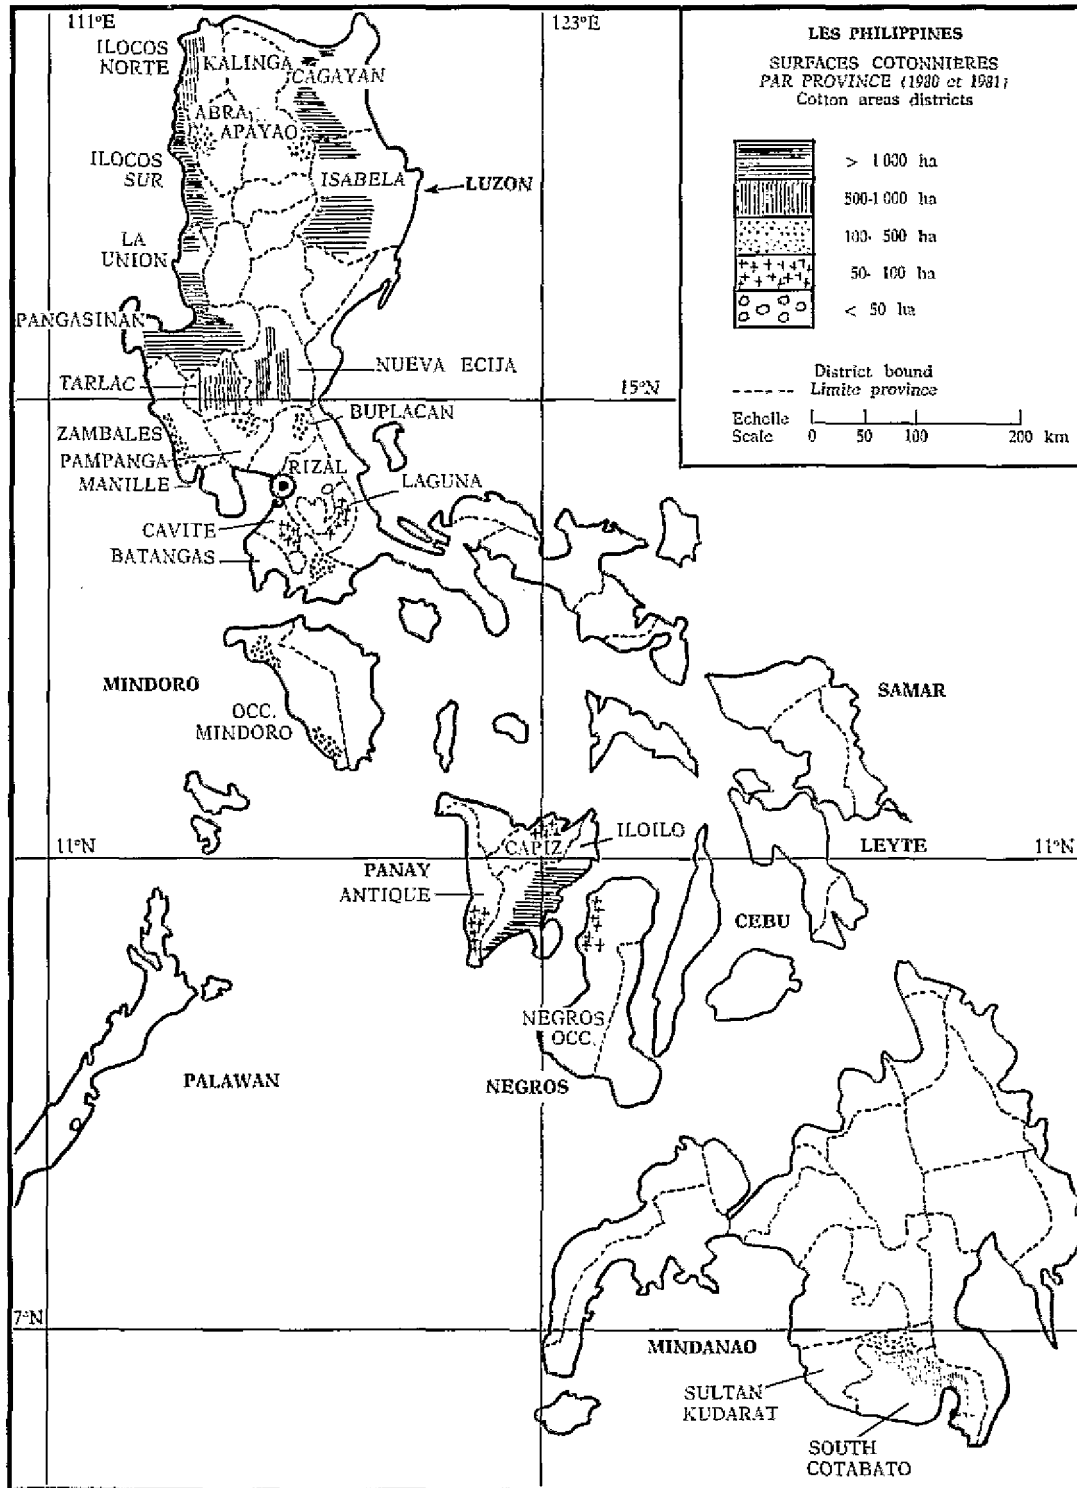 111°E
123°E
LES PHILIPPINES
SURFACES COTONNIERES
PAR PROVINCE (1980 et 1981)
Cotton areas districts
> 1 000 ha
500-1 000 ha
100- 500 ha
50- 100 ha
< 50 ha
District bound
Limite province
Echelle
Scale
0 50 100 200 km
ILOCOS
NORTE
KALINGA
CAGAYAN
ABRA
APAYAO
ILOCOS
SUR
ISABELA
LUZON
LA
UNION
PANGASINAN
NUEVA ECIJA
TARLAC
15°N
BUPLACAN
ZAMBALES
PAMPANGA
RIZAL
MANILLE
LAGUNA
CAVITE
BATANGAS
MINDORO
SAMAR
OCC.
MINDORO
ILOILO
CAPIZ
11°N
LEYTE
11°N
PANAY
ANTIQUE
CEBU
NEGROS
OCC.
PALAWAN
NEGROS
7°N
MINDANAO
SULTAN
KUDARAT
SOUTH
COTABATO